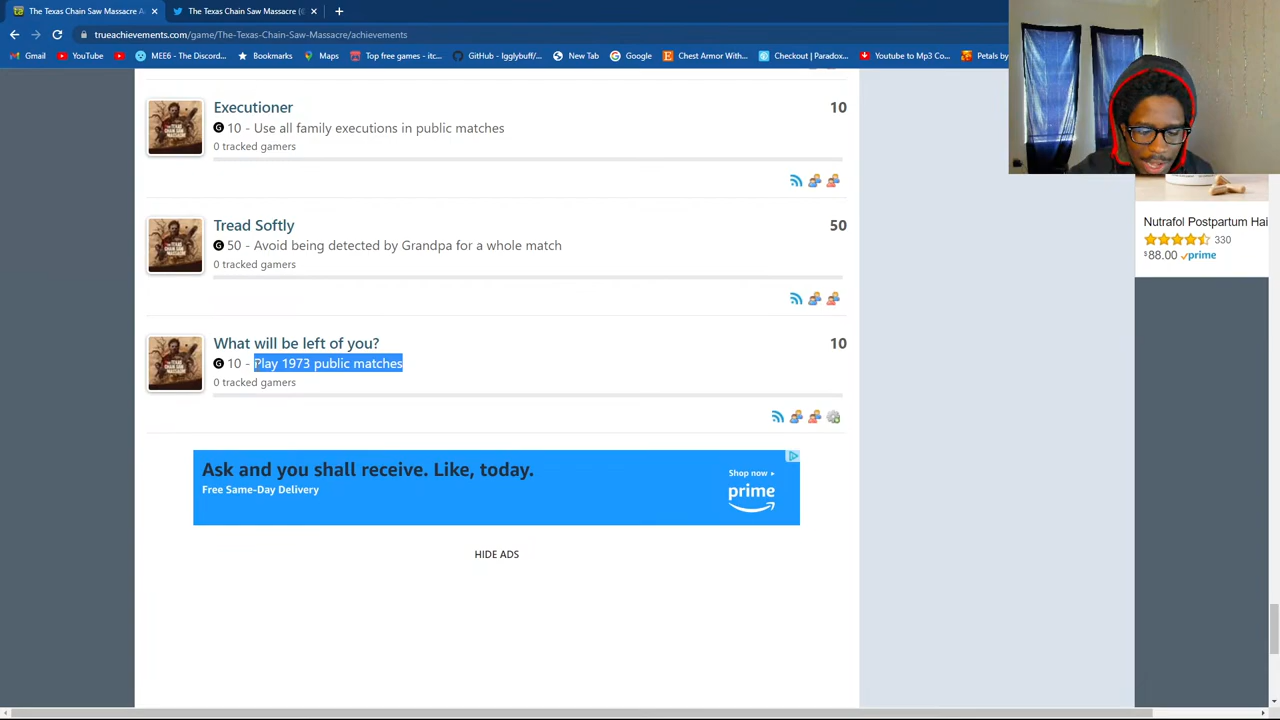 The Texas Chain Saw Massacre A
The Texas Chain Saw Massacre (
trueachievements.com/game/The-Texas-Chain-Saw-Massacre/achievements
Gmail
YouTube
MEE6 - The Discord...
Bookmarks
Maps
Top free games - itc...
GitHub - Igglybuff/...
New Tab
Google
Chest Armor With...
Checkout | Paradox...
Youtube to Mp3 Co...
Petals by
Executioner
10
G 10 - Use all family executions in public matches
0 tracked gamers
Tread Softly
50
G 50 - Avoid being detected by Grandpa for a whole match
0 tracked gamers
What will be left of you?
10
G 10 - Play 1973 public matches
0 tracked gamers
Ask and you shall receive. Like, today.
Free Same-Day Delivery
Shop now
prime
HIDE ADS
Nutrafol Postpartum Hai
330
$88.00 prime